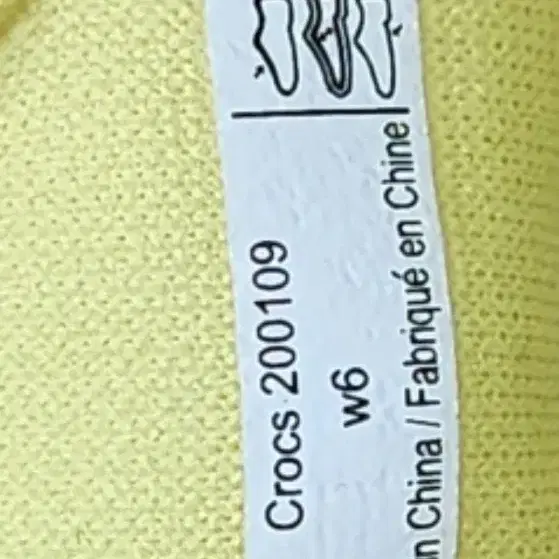 Crocs 200109
w6
n China / Fabriqué en Chine